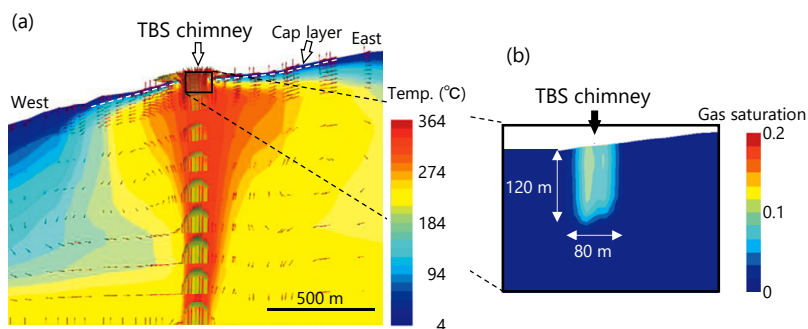 (a)
TBS chimney
Cap layer
East
West
Temp. (℃)
364
274
184
94
4
500 m
(b)
TBS chimney
Gas saturation
0.2
0.1
0
120 m
80 m